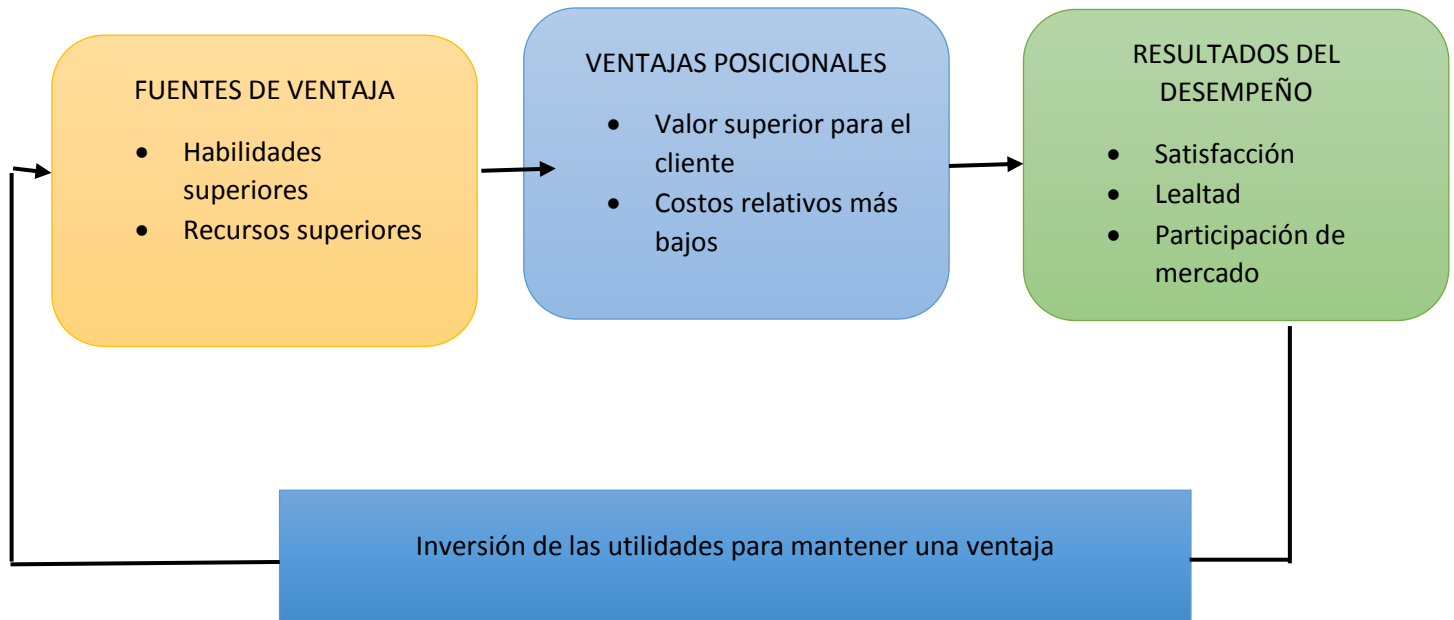 FUENTES DE VENTAJA
• Habilidades
superiores
• Recursos superiores
VENTAJAS POSICIONALES
• Valor superior para el
cliente
• Costos relativos más
bajos
RESULTADOS DEL
DESEMPEÑO
• Satisfacción
• Lealtad
• Participación de
mercado
Inversión de las utilidades para mantener una ventaja